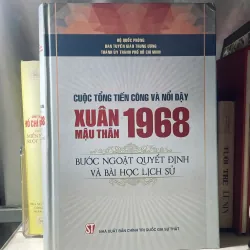 BỘ QUỐC PHÒNG
BAN TUYÊN GIÁO TRUNG ƯƠNG
THÀNH ỦY THÀNH PHỐ HỒ CHÍ MINH
CUỘC TỔNG TIẾN CÔNG VÀ NỔI DẬY
XUÂN
MẬU THÂN 1968
BƯỚC NGOẶT QUYẾT ĐỊNH
VÀ BÀI HỌC LỊCH SỬ
NHÀ XUẤT BẢN CHÍNH TRỊ QUỐC GIA SỰ THẬT